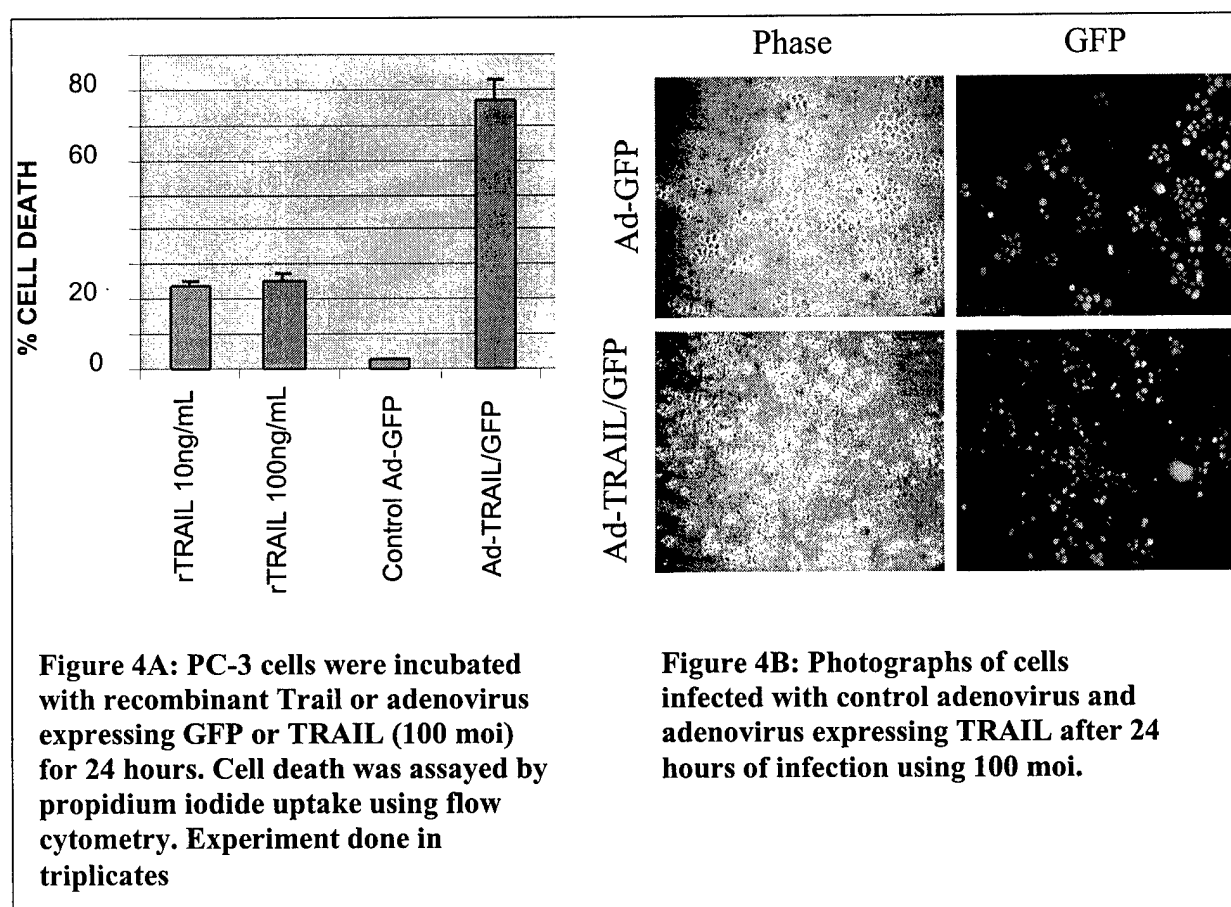 Phase
GFP
80
60
20
0
% CELL DEATH
rTRAIL 10ng/mL
rTRAIL 100ng/mL
Control Ad-GFP
Ad-TRAIL/GFP
Ad-GFP
Ad-TRAIL/GFP
Figure 4A: PC-3 cells were incubated
with recombinant Trail or adenovirus
expressing GFP or TRAIL (100 moi)
for 24 hours. Cell death was assayed by
propidium iodide uptake using flow
cytometry. Experiment done in
triplicates
Figure 4B: Photographs of cells
infected with control adenovirus and
adenovirus expressing TRAIL after 24
hours of infection using 100 moi.